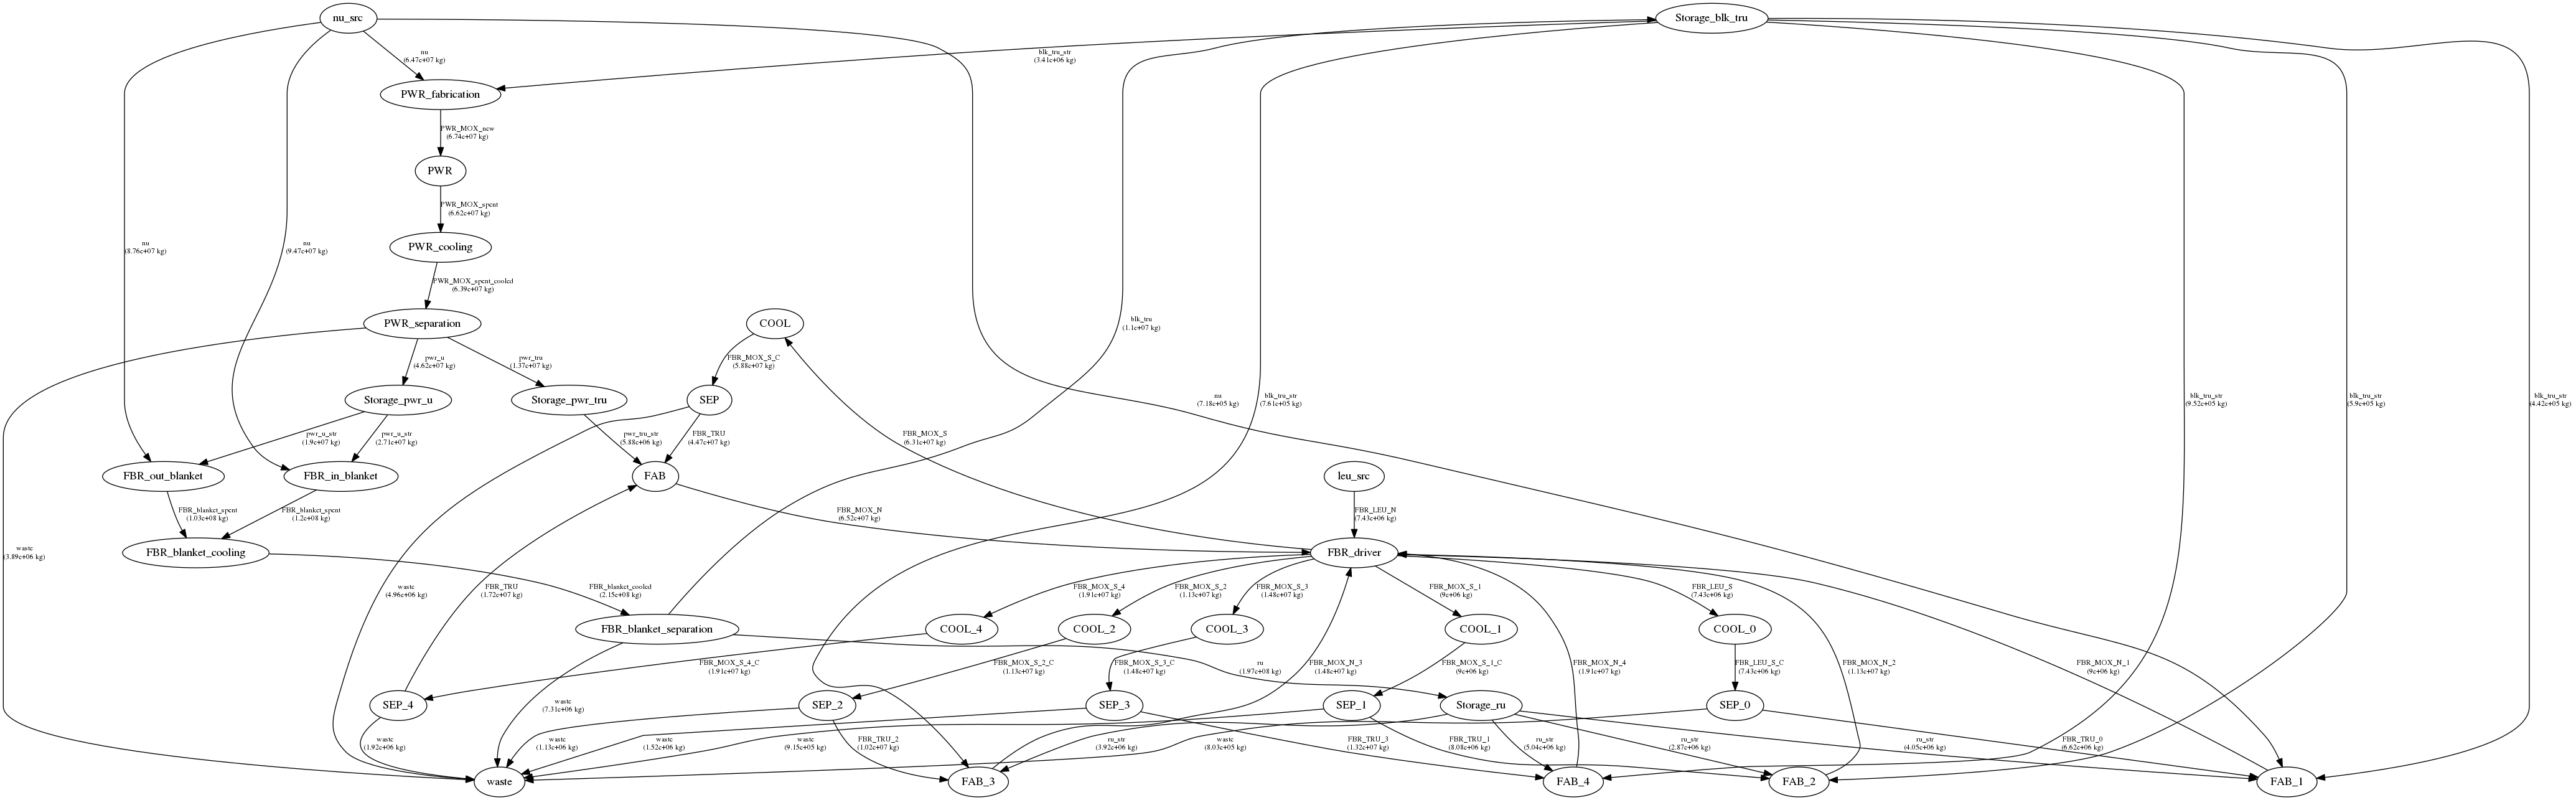 nu_src
Storage_blk_tru
nu
(6.47e+07 kg)
blk_tru_str
(3.41e+06 kg)
PWR_fabrication
PWR_MOX_new
(6.74e+07 kg)
PWR
PWR_MOX_spent
(6.62e+07 kg)
nu
(8.76e+07 kg)
nu
(9.47e+07 kg)
PWR_cooling
PWR_MOX_spent_cooled
(6.39e+07 kg)
PWR_separation
COOL
blk_tru
(1.1e+07 kg)
pwr_u
(4.62e+07 kg)
pwr_tru
(1.37e+07 kg)
FBR_MOX_S_C
(5.88e+07 kg)
Storage_pwr_u
Storage_pwr_tru
SEP
nu
(7.18e+05 kg)
blk_tru_str
(7.61e+05 kg)
blk_tru_str
(9.52e+05 kg)
blk_tru_str
(5.9e+05 kg)
blk_tru_str
(4.42e+05 kg)
pwr_u_str
(1.9e+07 kg)
pwr_u_str
(2.71e+07 kg)
pwr_tru_str
(5.88e+06 kg)
FBR_TRU
(4.47e+07 kg)
FBR_MOX_S
(6.31e+07 kg)
FBR_out_blanket
FBR_in_blanket
FAB
leu_src
FBR_blanket_spent
(1.03e+08 kg)
FBR_blanket_spent
(1.2e+08 kg)
FBR_MOX_N
(6.52e+07 kg)
FBR_LEU_N
(7.43e+06 kg)
waste
(3.89e+06 kg)
FBR_blanket_cooling
FBR_driver
waste
(4.96e+06 kg)
FBR_TRU
(1.72e+07 kg)
FBR_blanket_cooled
(2.15e+08 kg)
FBR_MOX_S_4
(1.91e+07 kg)
FBR_MOX_S_2
(1.13e+07 kg)
FBR_MOX_S_3
(1.48e+07 kg)
FBR_MOX_S_1
(9e+06 kg)
FBR_LEU_S
(7.43e+06 kg)
FBR_blanket_separation
COOL_4
COOL_2
COOL_3
COOL_1
COOL_0
FBR_MOX_S_4_C
(1.91e+07 kg)
FBR_MOX_S_2_C
(1.13e+07 kg)
FBR_MOX_S_3_C
(1.48e+07 kg)
ru
(1.97e+08 kg)
FBR_MOX_N_3
(1.48e+07 kg)
FBR_MOX_S_1_C
(9e+06 kg)
FBR_MOX_N_4
(1.91e+07 kg)
FBR_LEU_S_C
(7.43e+06 kg)
FBR_MOX_N_2
(1.13e+07 kg)
FBR_MOX_N_1
(9e+06 kg)
SEP_4
waste
(7.31e+06 kg)
SEP_2
SEP_3
SEP_1
Storage_ru
SEP_0
waste
(1.92e+06 kg)
waste
(1.13e+06 kg)
waste
(1.52e+06 kg)
waste
(9.15e+05 kg)
FBR_TRU_2
(1.02e+07 kg)
ru_str
(3.92e+06 kg)
waste
(8.03e+05 kg)
FBR_TRU_3
(1.32e+07 kg)
FBR_TRU_1
(8.08e+06 kg)
ru_str
(5.04e+06 kg)
ru_str
(2.87e+06 kg)
ru_str
(4.05e+06 kg)
FBR_TRU_0
(6.62e+06 kg)
waste
FAB_3
FAB_4
FAB_2
FAB_1